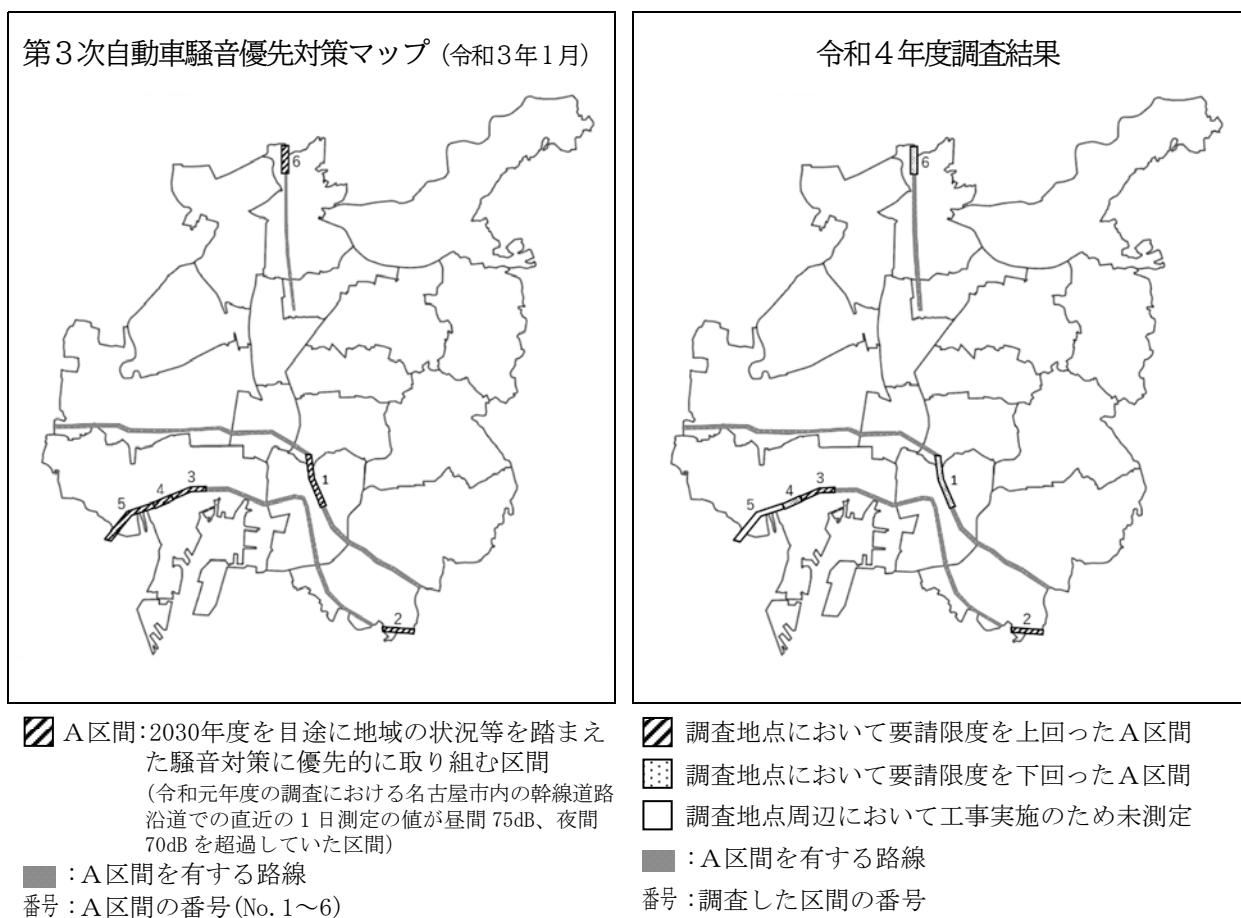 第3次自動車騒音優先対策マップ(令和3年1月)
6
1
3
4
5
2
A区間:2030年度を目途に地域の状況等を踏まえ
た騒音対策に優先的に取り組む区間
(令和元年度の調査における名古屋市内の幹線道路
沿道での直近の1日測定の値が昼間 75dB、夜間
70dB を超過していた区間)
:A区間を有する路線
番号:A区間の番号(No.1~6)
令和4年度調査結果
6
1
3
4
5
2
調査地点において要請限度を上回ったA区間
調査地点において要請限度を下回ったA区間
調査地点周辺において工事実施のため未測定
:A区間を有する路線
番号:調査した区間の番号